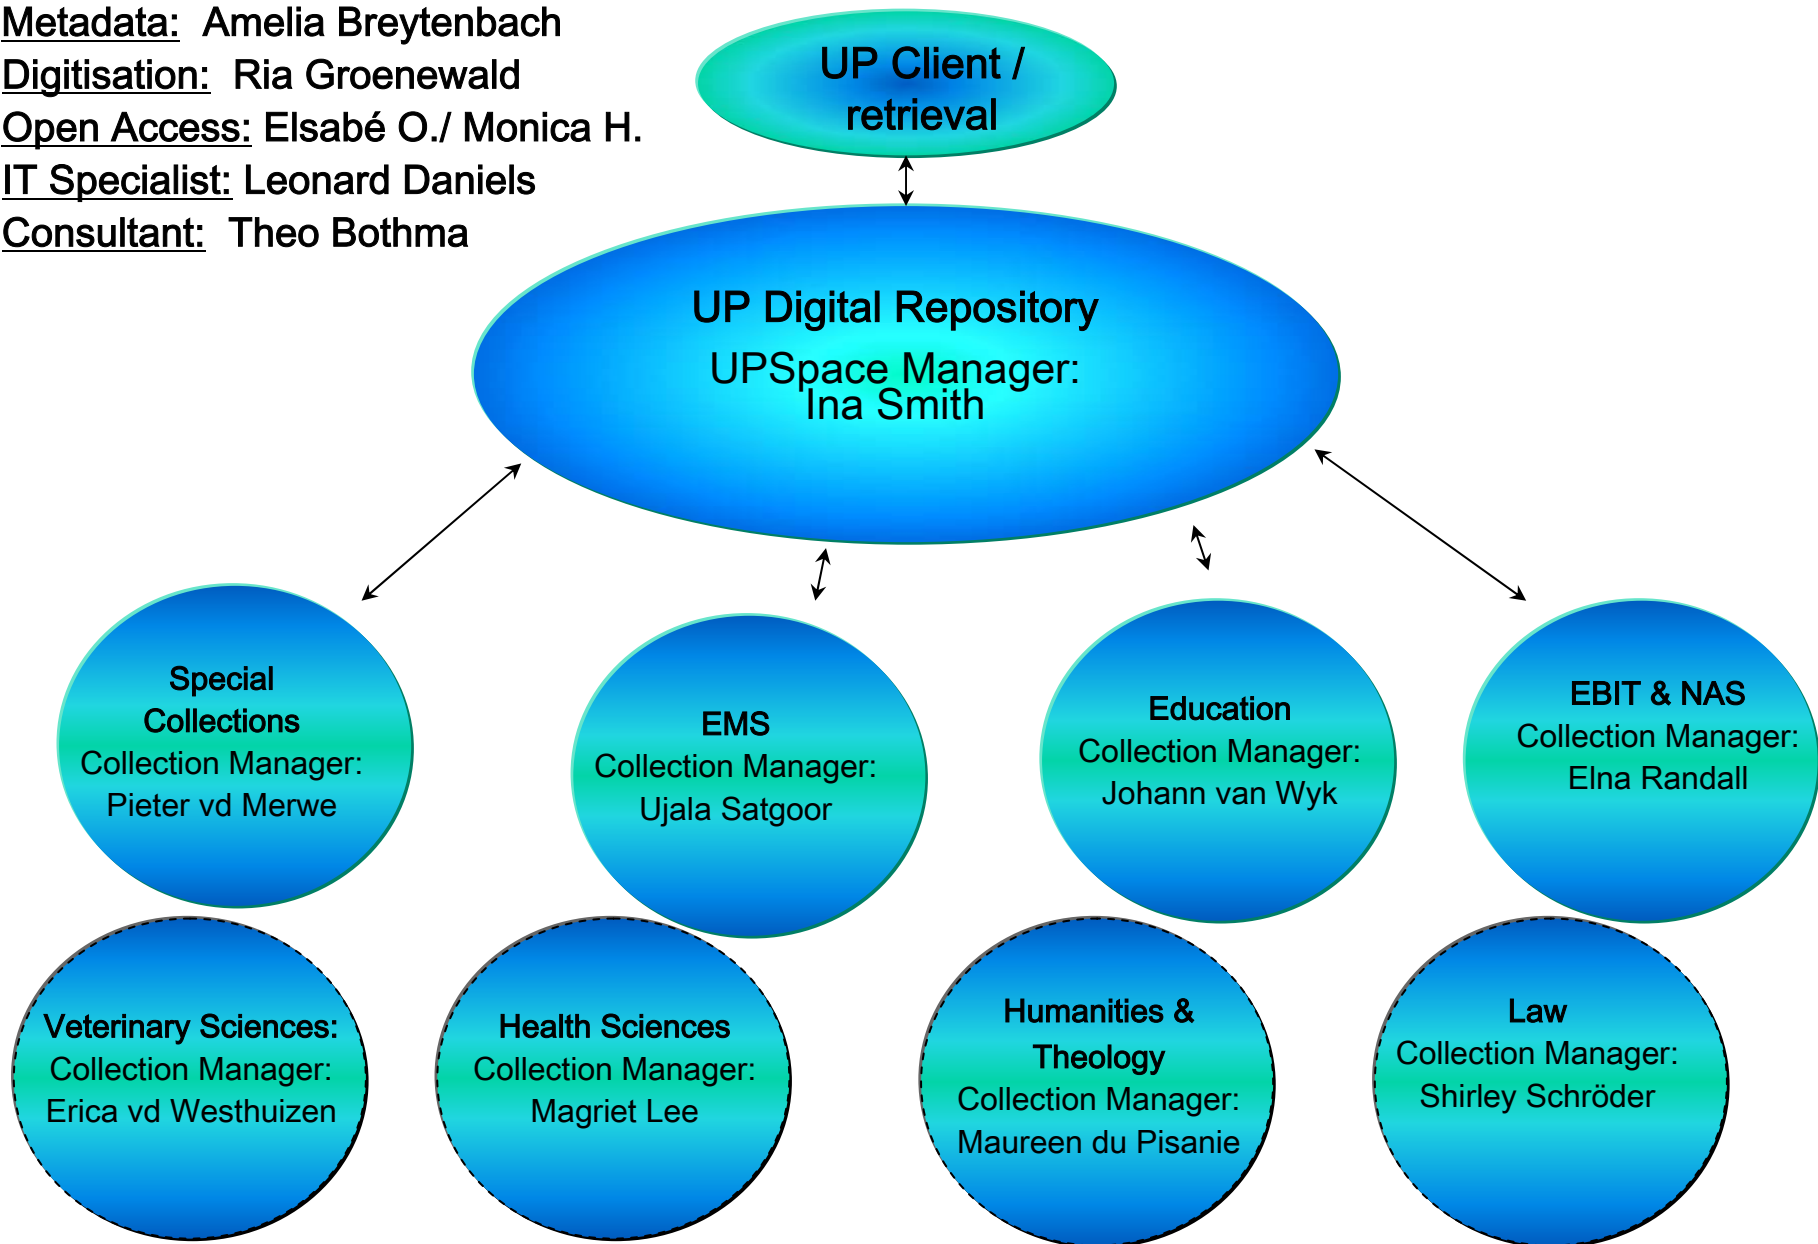 Metadata: Amelia Breytenbach
Digitisation: Ria Groenewald
Open Access: Elsabé O./ Monica H.
IT Specialist: Leonard Daniels
Consultant: Theo Bothma
UP Client /
retrieval
UP Digital Repository
UPSpace Manager:
Ina Smith
Special
Collections
Collection Manager:
Pieter vd Merwe
EMS
Collection Manager:
Ujala Satgoor
Education
Collection Manager:
Johann van Wyk
EBIT & NAS
Collection Manager:
Elna Randall
Veterinary Sciences:
Collection Manager:
Erica vd Westhuizen
Health Sciences
Collection Manager:
Magriet Lee
Humanities &
Theology
Collection Manager:
Maureen du Pisanie
Law
Collection Manager:
Shirley Schröder